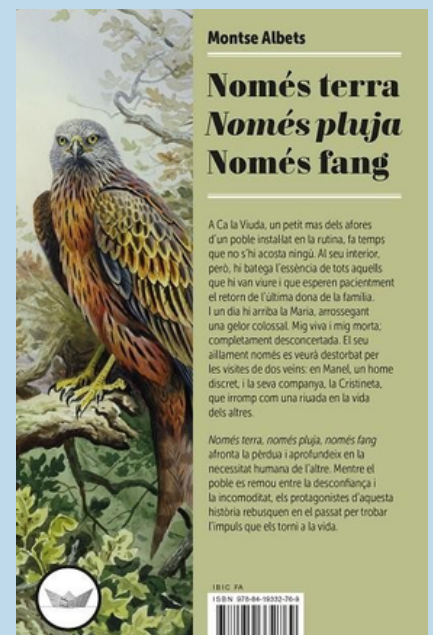 Montse Albets
Només terra
Només pluja
Només fang
A Ca la Viuda, un petit mas dels afores
d'un poble instal·lat en la rutina, fa temps
que no s'hi acosta ningú. Al seu interior,
però, hi batega l'essència de tots aquells
que hi van viure i que esperen pacientment
el retorn de l'última dona de la família.
I un dia hi arriba la Maria, arrossegant
una gelor colossal. Mig viva i mig morta;
completament desconcertada. El seu
aïllament només es veurà destorbat per
les visites de dos veïns: en Manel, un home
discret, i la seva companya, la Cristineta,
que irromp com una riuada en la vida
dels altres.
Només terra, només pluja, només fang
afronta la pèrdua i aprofundeix en la
necessitat humana de l'altre. Mentre el
poble es remou entre la desconfiança i
la incomoditat, els protagonistes d'aquesta
història rebusquen en el passat per trobar
l'impuls que els torni a la vida.
IBIC FA
ISBN 978-84-19332-76-9